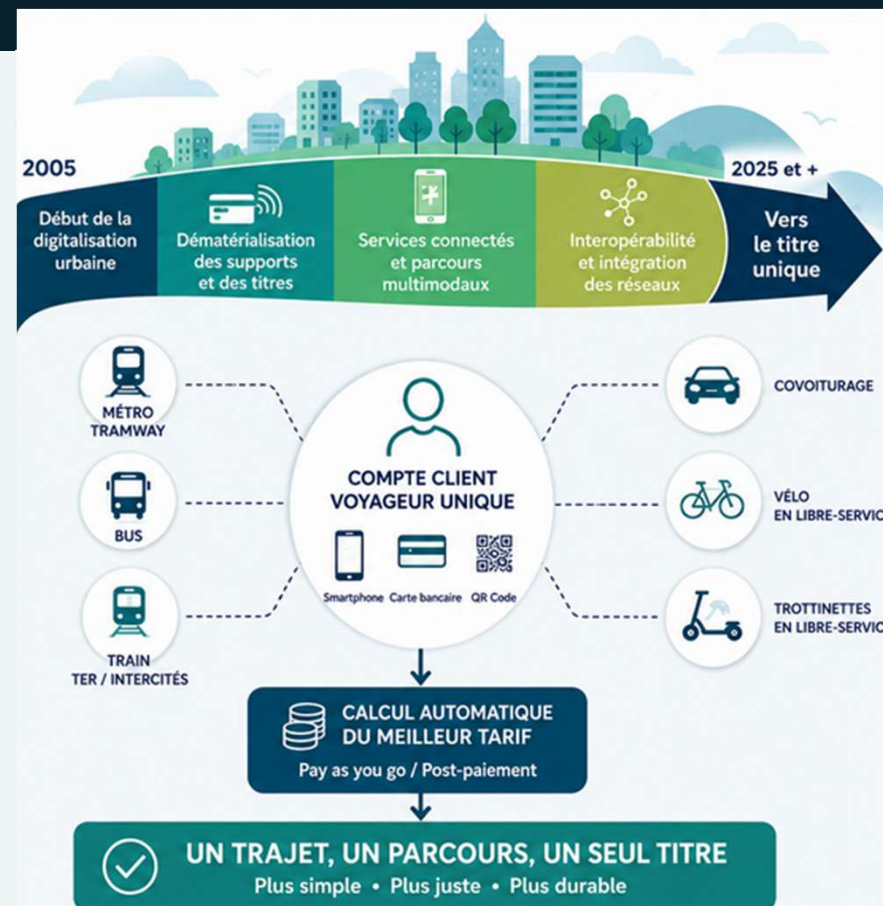 2005
2025 et +
Début de la
digitalisation
urbaine
Dématérialisation
des supports
et des titres
Services connectés
et parcours
multimodaux
Interopérabilité
et intégration
des réseaux
Vers
le titre
unique
MÉTRO
TRAMWAY
BUS
TRAIN
TER / INTERCITÉS
COMPTE CLIENT
VOYAGEUR UNIQUE
Smartphone Carte bancaire QR Code
COVOITURAGE
VÉLO
EN LIBRE-SERVIC
TROTTINETTES
EN LIBRE-SERVIC
CALCUL AUTOMATIQUE
DU MEILLEUR TARIF
Pay as you go / Post-paiement
UN TRAJET, UN PARCOURS, UN SEUL TITRE
Plus simple • Plus juste • Plus durable